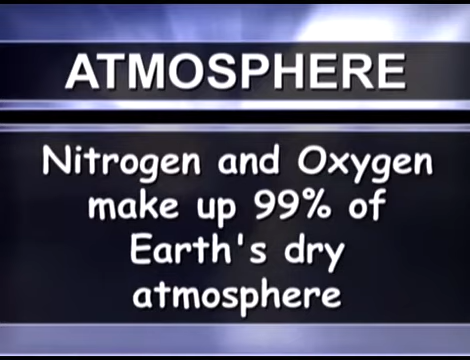 ATMOSPHERE
Nitrogen and Oxygen
make up 99% of
Earth's dry
atmosphere